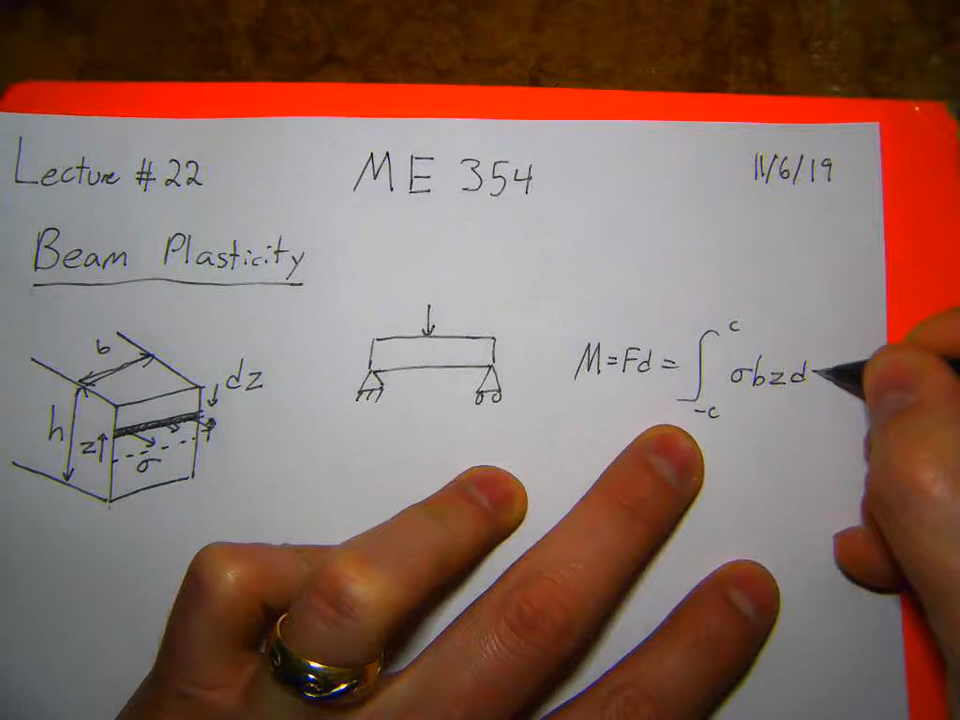 Lecture #22
ME 354
11/6/19
Beam Plasticity
b
dz
h
z
σ
M=Fd= ∫_{-c}^{c} σbzd